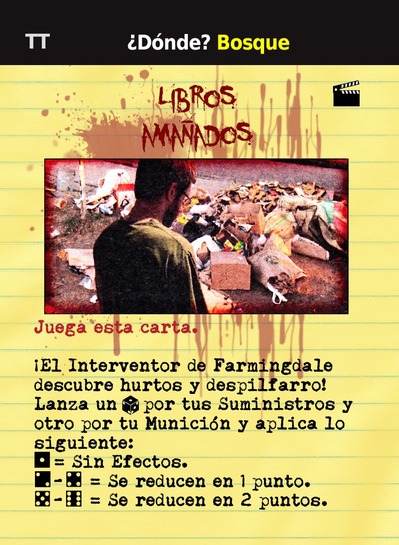 TT ¿Dónde? Bosque
LIBROS
AMAÑADOS
Juega esta carta.
¡El Interventor de Farmingdale
descubre hurtos y despilfarro!
Lanza un 🎲 por tus Suministros y
otro por tu Munición y aplica lo
siguiente:
⚀ = Sin Efectos.
⚁-⚃ = Se reducen en 1 punto.
⚄-⚅ = Se reducen en 2 puntos.